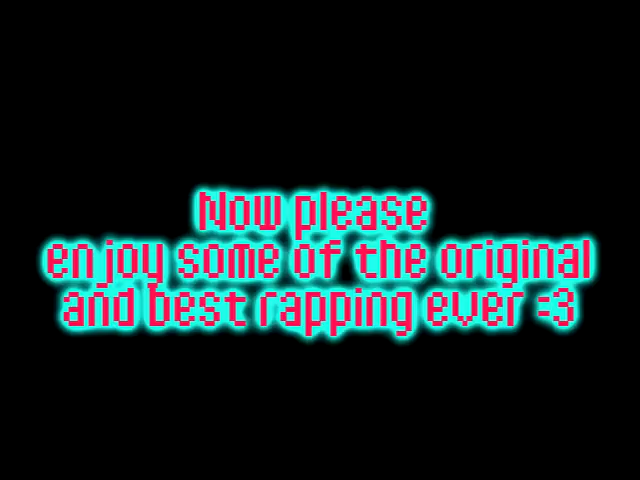 Now please
enjoy some of the original
and best rapping ever :3